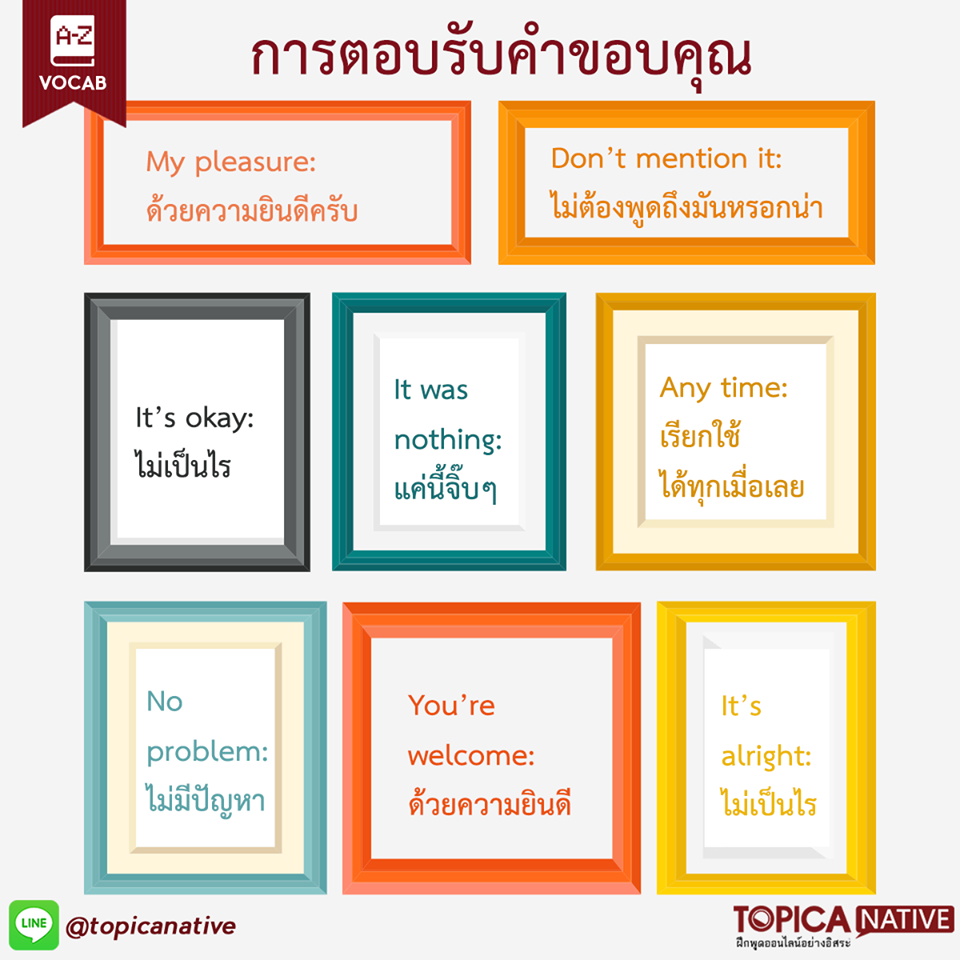 A-Z
VOCAB
การตอบรับคำขอบคุณ
My pleasure:
ด้วยความยินดีครับ
Don't mention it:
ไม่ต้องพูดถึงมันหรอกน่า
It's okay:
ไม่เป็นไร
It was
nothing:
แค่นี้จิ๊บๆ
Any time:
เรียกใช้
ได้ทุกเมื่อเลย
No
problem:
ไม่มีปัญหา
You're
welcome:
ด้วยความยินดี
It's
alright:
ไม่เป็นไร
LINE
@topicanative
TOPICA NATIVE
ฝึกพูดออนไลน์อย่างอิสระ